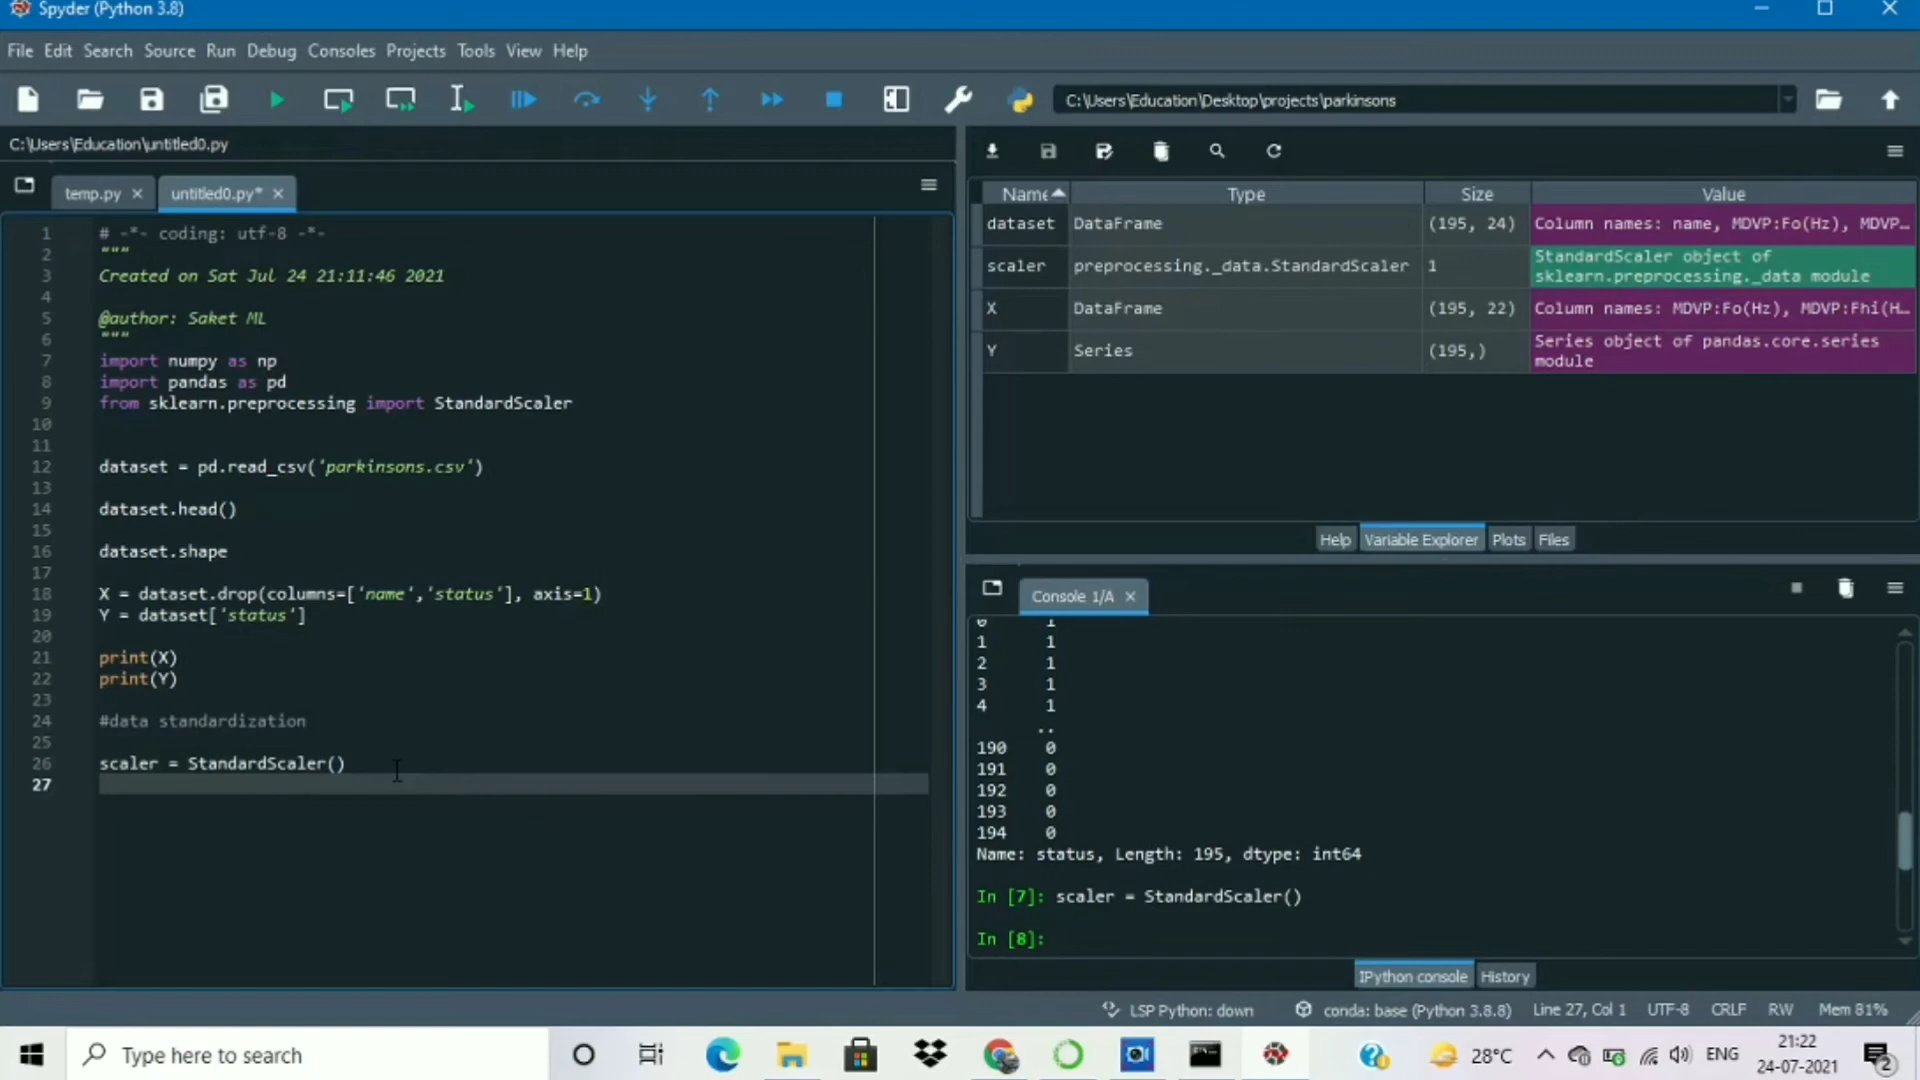 Spyder (Python 3.8)
File Edit Search Source Run Debug Consoles Projects Tools View Help
C:\Users\Education\Desktop\projects\parkinsons
C:\Users\Education\untitled0.py
temp.py
untitled0.py*
1 # -*- coding: utf-8 -*-
2 """
3 Created on Sat Jul 24 21:11:46 2021
4
5 @author: Saket ML
6 """
7 import numpy as np
8 import pandas as pd
9 from sklearn.preprocessing import StandardScaler
10
11
12 dataset = pd.read_csv('parkinsons.csv')
13
14 dataset.head()
15
16 dataset.shape
17
18 X = dataset.drop(columns=['name','status'], axis=1)
19 Y = dataset['status']
20
21 print(X)
22 print(Y)
23
24 #data standardization
25
26 scaler = StandardScaler()
27
Name Type Size Value
dataset DataFrame (195, 24) Column names: name, MDVP:Fo(Hz), MDVP…
scaler preprocessing._data.StandardScaler 1 StandardScaler object of
sklearn.preprocessing._data module
X DataFrame (195, 22) Column names: MDVP:Fo(Hz), MDVP:Fhi(H…
Y Series (195,) Series object of pandas.core.series
module
Help Variable Explorer Plots Files
Console 1/A
0 1
1 1
2 1
3 1
4 1
..
190 0
191 0
192 0
193 0
194 0
Name: status, Length: 195, dtype: int64
In [7]: scaler = StandardScaler()
In [8]:
IPython console History
LSP Python: down conda: base (Python 3.8.8) Line 27, Col 1 UTF-8 CRLF RW Mem 81%
Type here to search
28°C ENG
21:22
24-07-2021
2